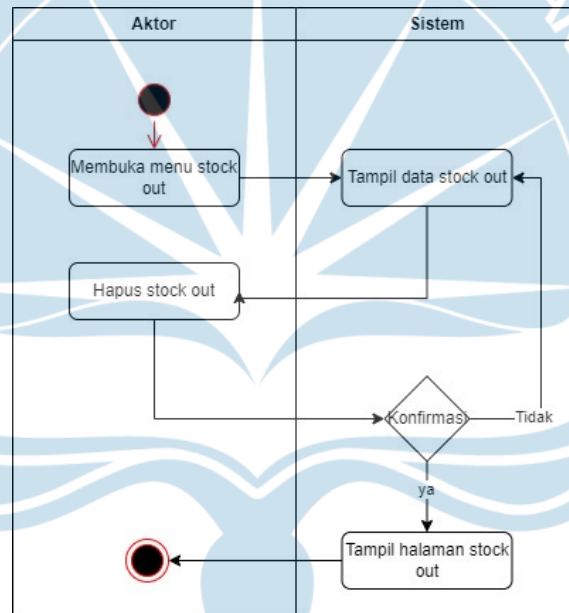 Aktor
Sistem
Membuka menu stock
out
Tampil data stock out
Hapus stock out
Konfirmasi
Tidak
ya
Tampil halaman stock
out